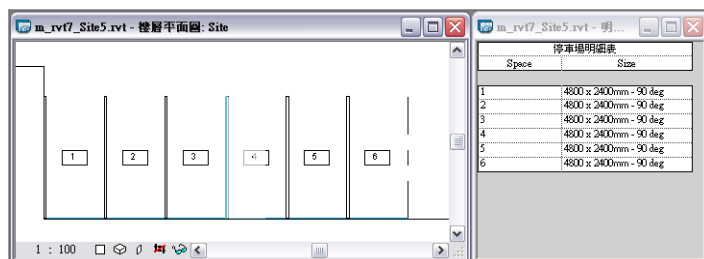 m_rvt7_Site5.rvt - 樓層平面圖: Site
1
2
3
4
5
6
1 : 100
m_rvt7_Site5.rvt - 明...
停車場明細表
Space Size
1 4800 x 2400mm - 90 deg
2 4800 x 2400mm - 90 deg
3 4800 x 2400mm - 90 deg
4 4800 x 2400mm - 90 deg
5 4800 x 2400mm - 90 deg
6 4800 x 2400mm - 90 deg